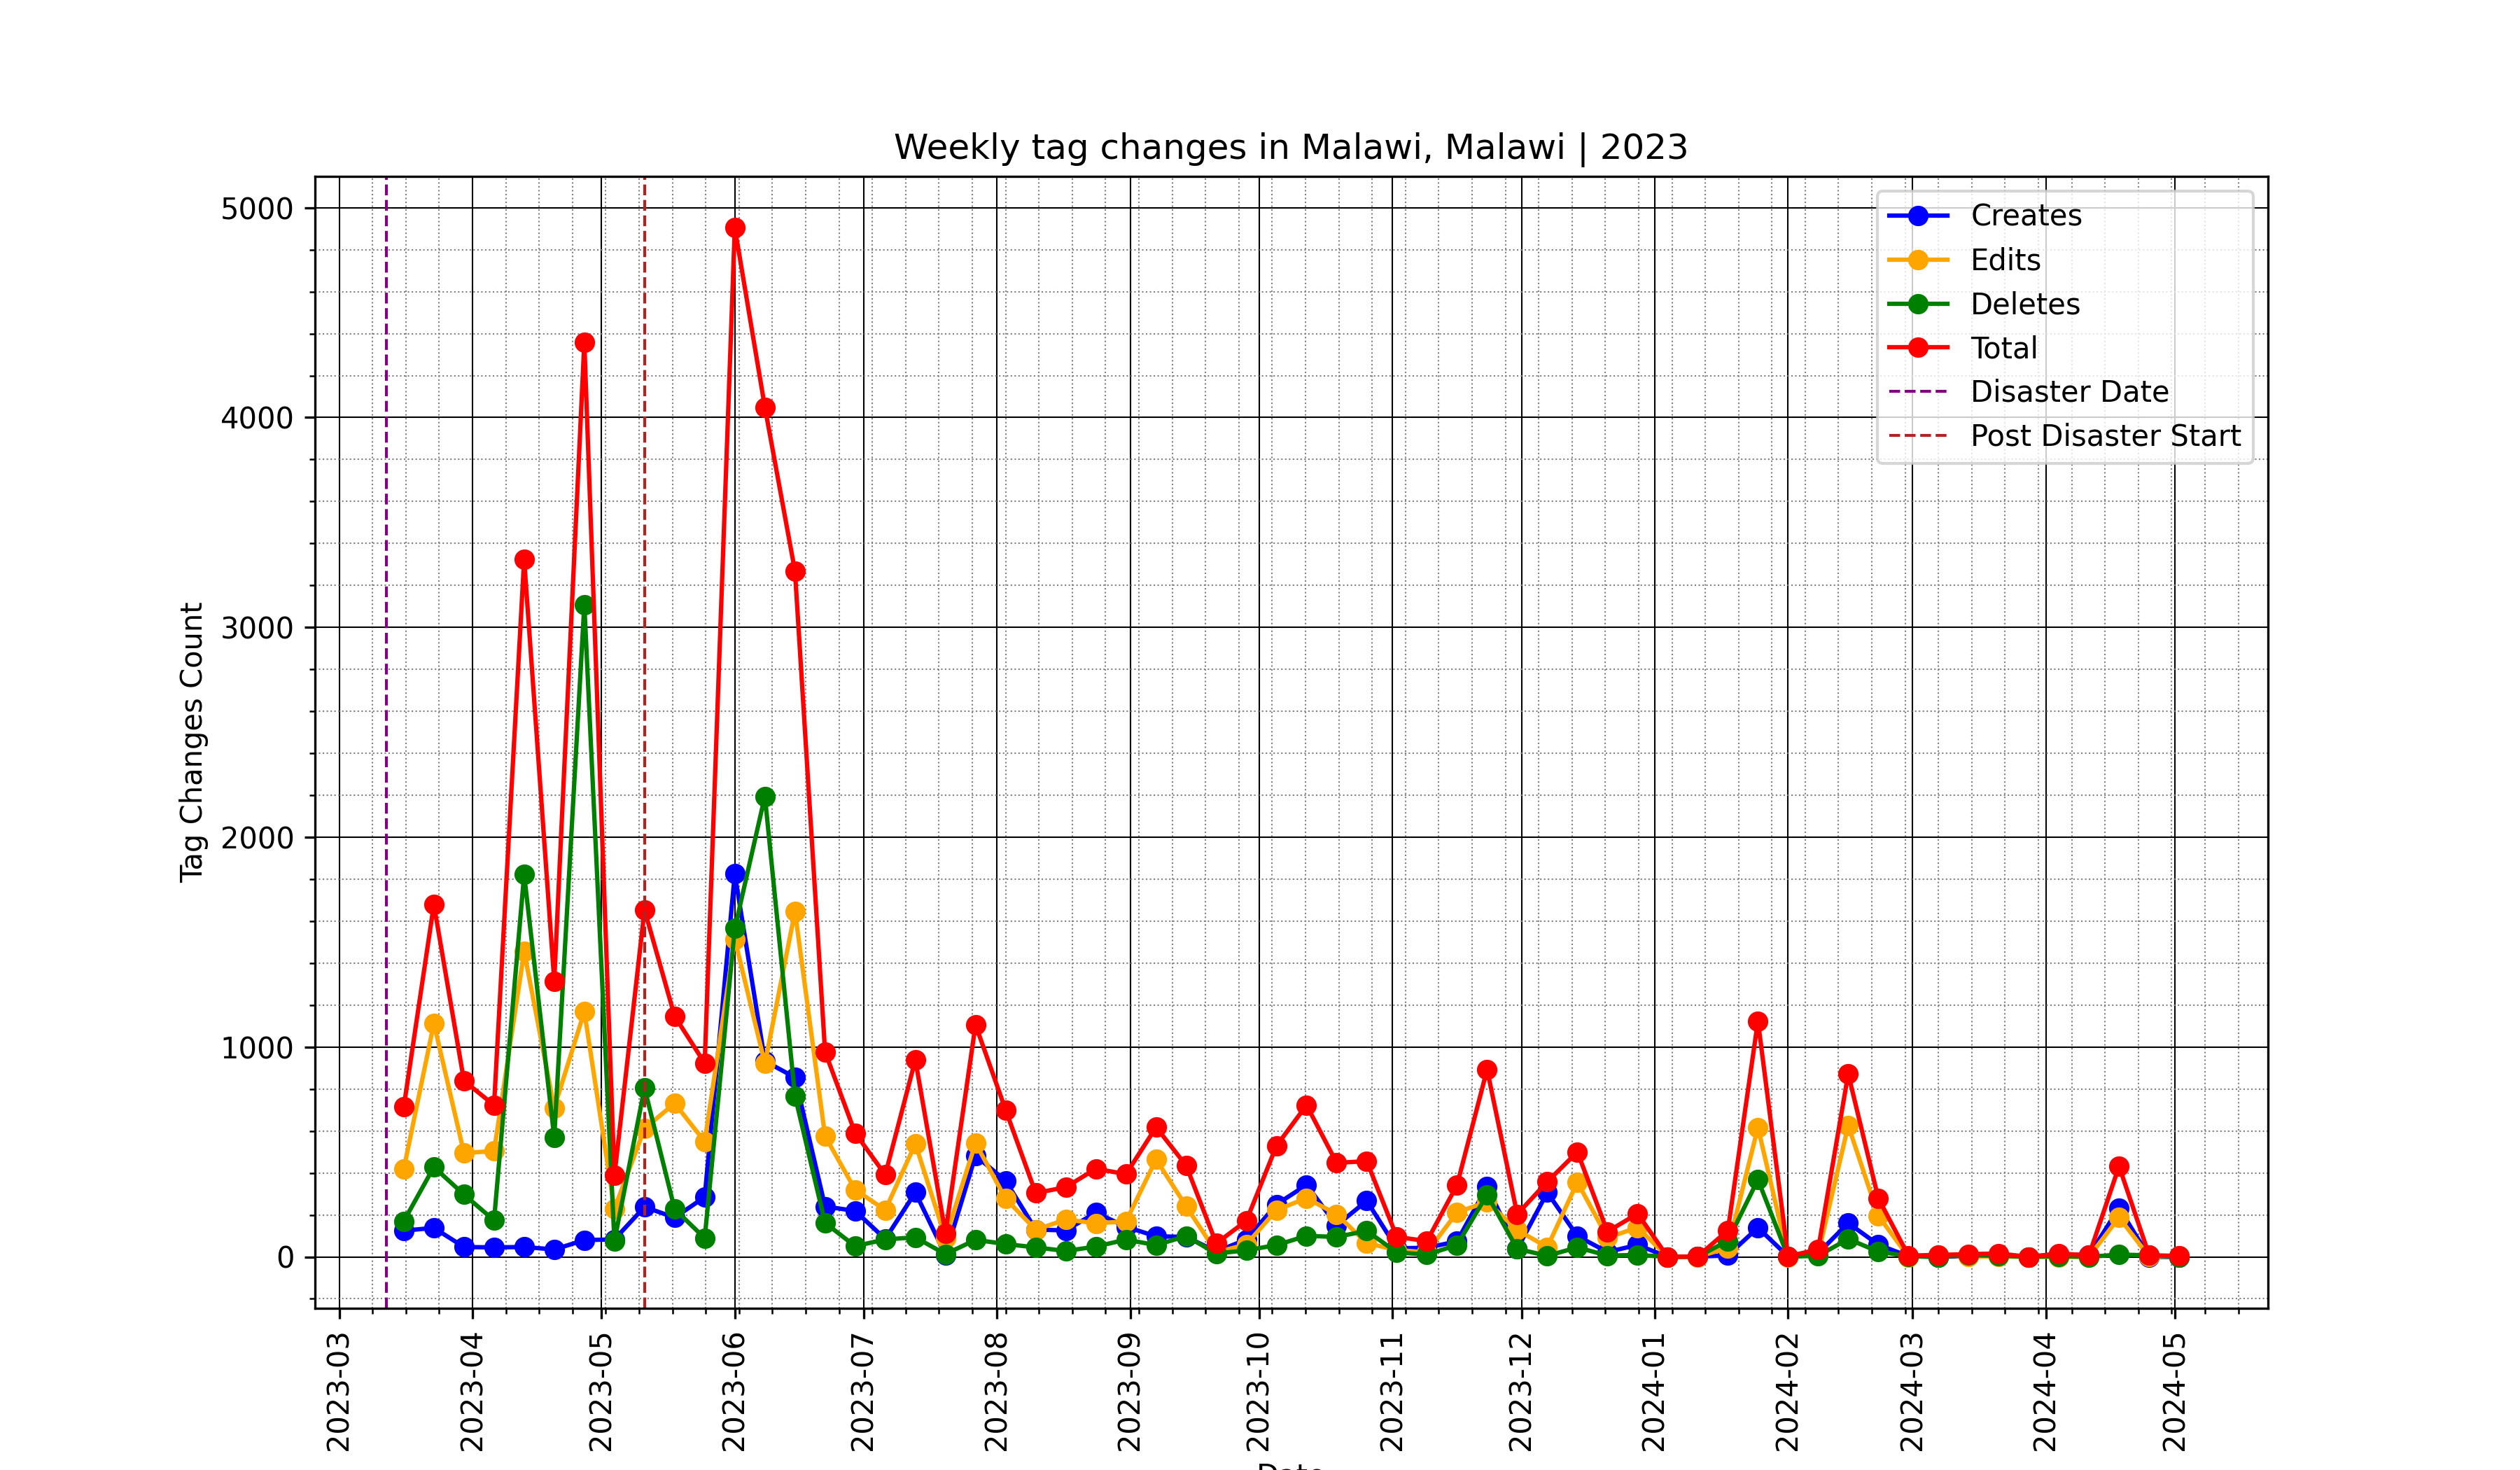 Weekly tag changes in Malawi, Malawi | 2023
Creates
Edits
Deletes
Total
Disaster Date
Post Disaster Start
Tag Changes Count
5000
4000
3000
2000
1000
0
2023-03
2023-04
2023-05
2023-06
2023-07
2023-08
2023-09
2023-10
2023-11
2023-12
2024-01
2024-02
2024-03
2024-04
2024-05
Date